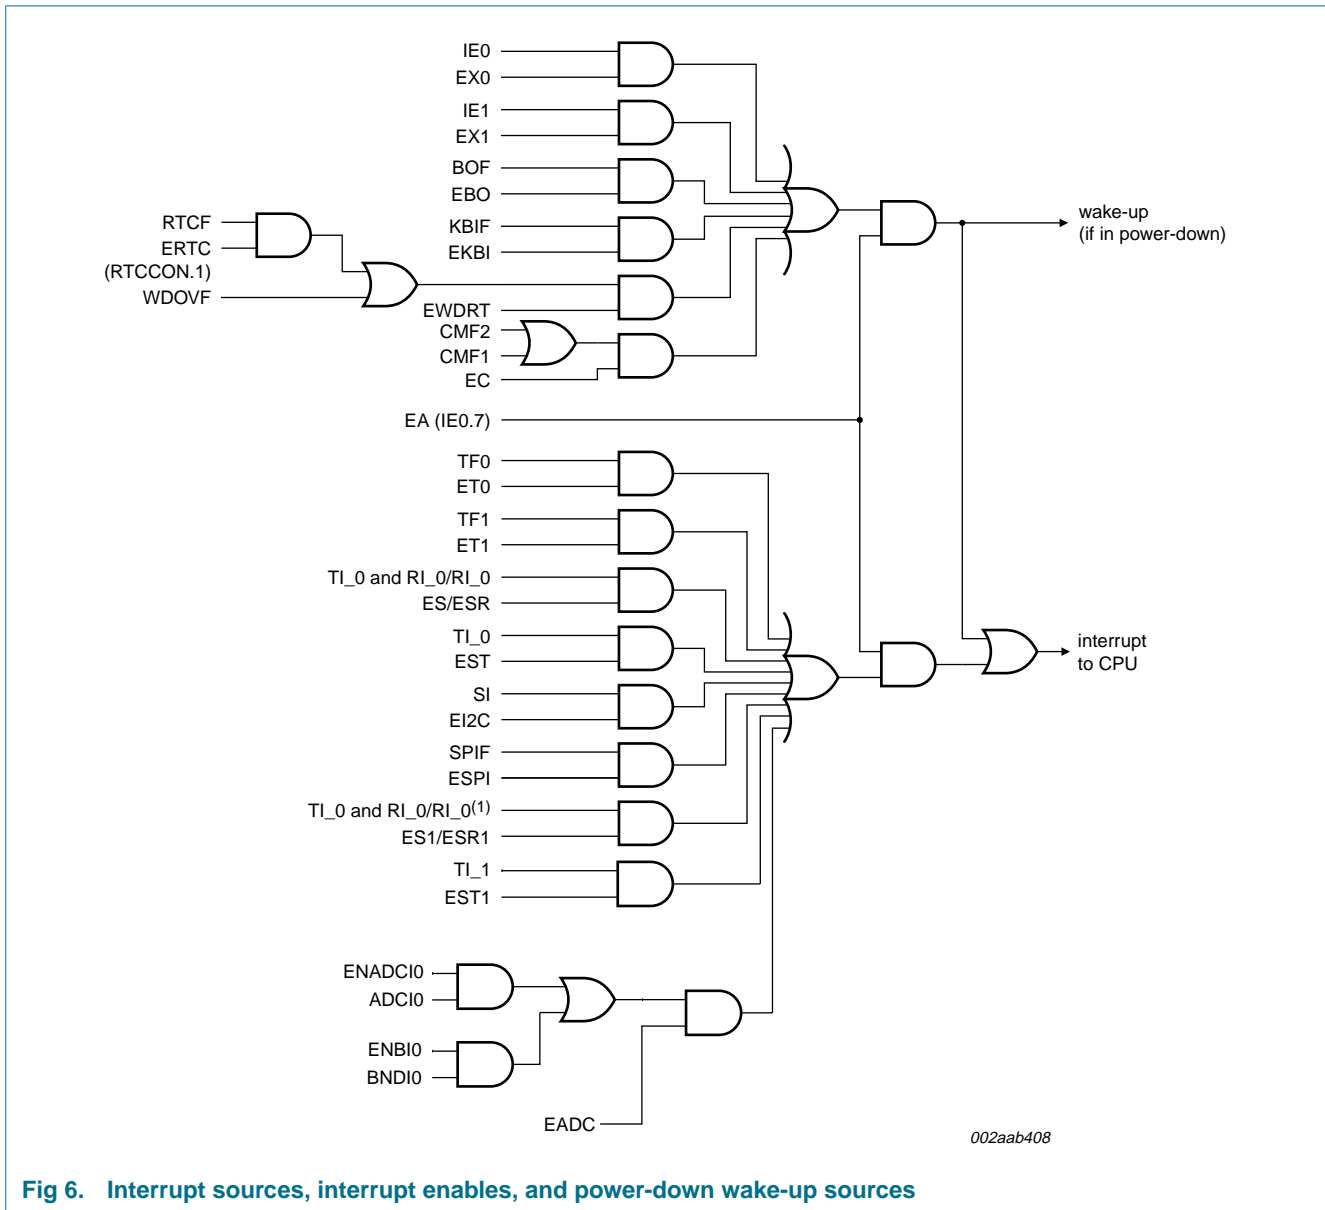 IE0
EX0
IE1
EX1
BOF
EBO
KBIF
EKBI
RTCF
ERTC
(RTCCON.1)
WDOVF
EWDRT
CMF2
CMF1
EC
wake-up
(if in power-down)
EA (IE0.7)
TF0
ET0
TF1
ET1
TI_0 and RI_0/RI_0
ES/ESR
TI_0
EST
SI
EI2C
SPIF
ESPI
TI_0 and RI_0/RI_0(1)
ES1/ESR1
TI_1
EST1
interrupt
to CPU
ENADCI0
ADCI0
ENBI0
BNDI0
EADC
002aab408
Fig 6. Interrupt sources, interrupt enables, and power-down wake-up sources